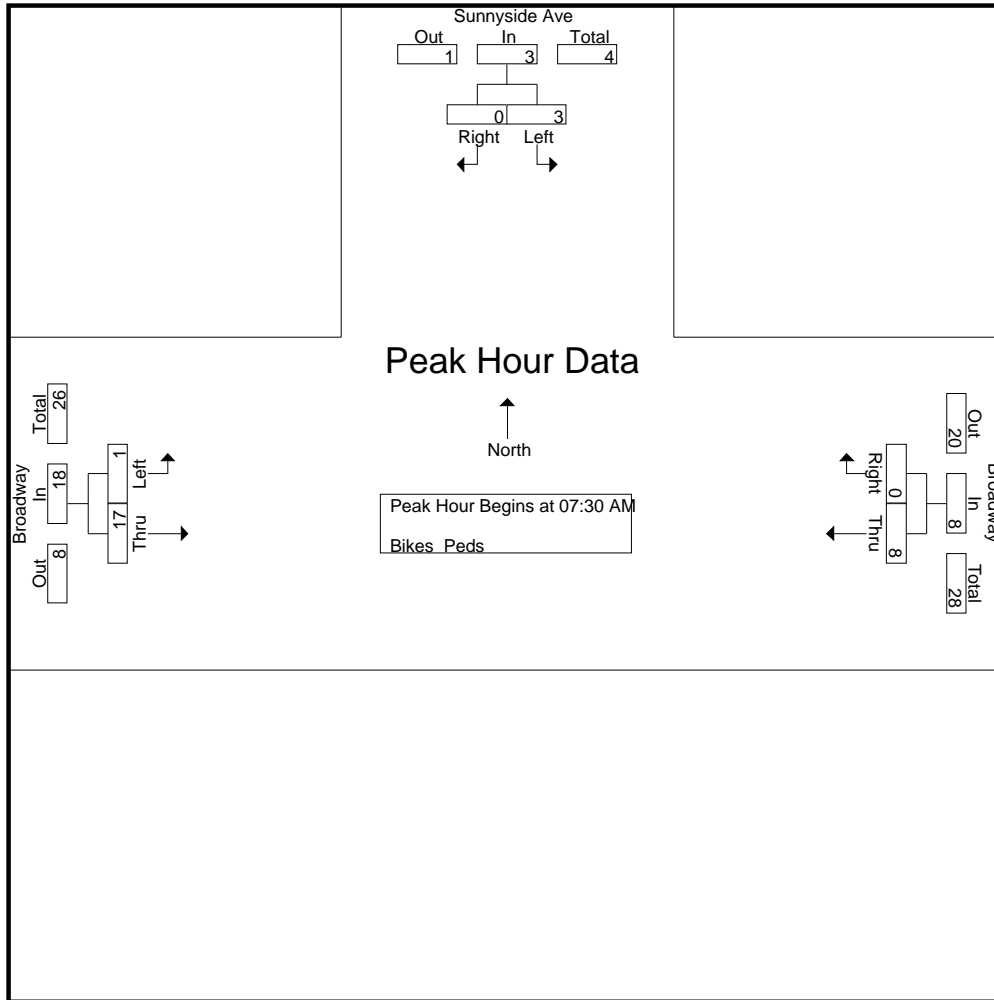 Sunnyside Ave
Out In Total
1 3 4
0 3
Right Left
Peak Hour Data
North
Peak Hour Begins at 07:30 AM
Bikes Peds
Broadway
Total In Out
26 18 8
1 17
Left Thru
Right Thru
0 8
Out In Total
20 8 28
Broadway